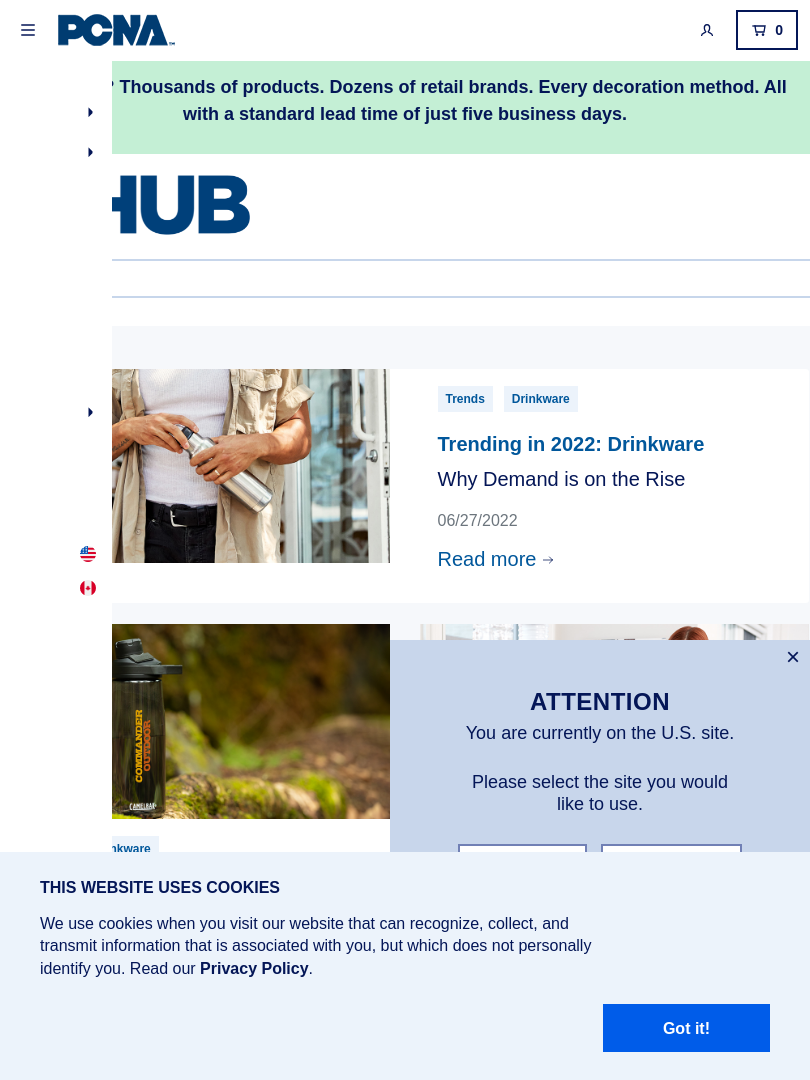 PCNA™
0
? Thousands of products. Dozens of retail brands. Every decoration method. All
with a standard lead time of just five business days.
HUB
Trends
Drinkware
Trending in 2022: Drinkware
Why Demand is on the Rise
06/27/2022
Read more
COMMANDER
OUTDOOR
CAMELBAK
nkware
ATTENTION
You are currently on the U.S. site.
Please select the site you would
like to use.
THIS WEBSITE USES COOKIES
We use cookies when you visit our website that can recognize, collect, and
transmit information that is associated with you, but which does not personally
identify you. Read our Privacy Policy.
Got it!